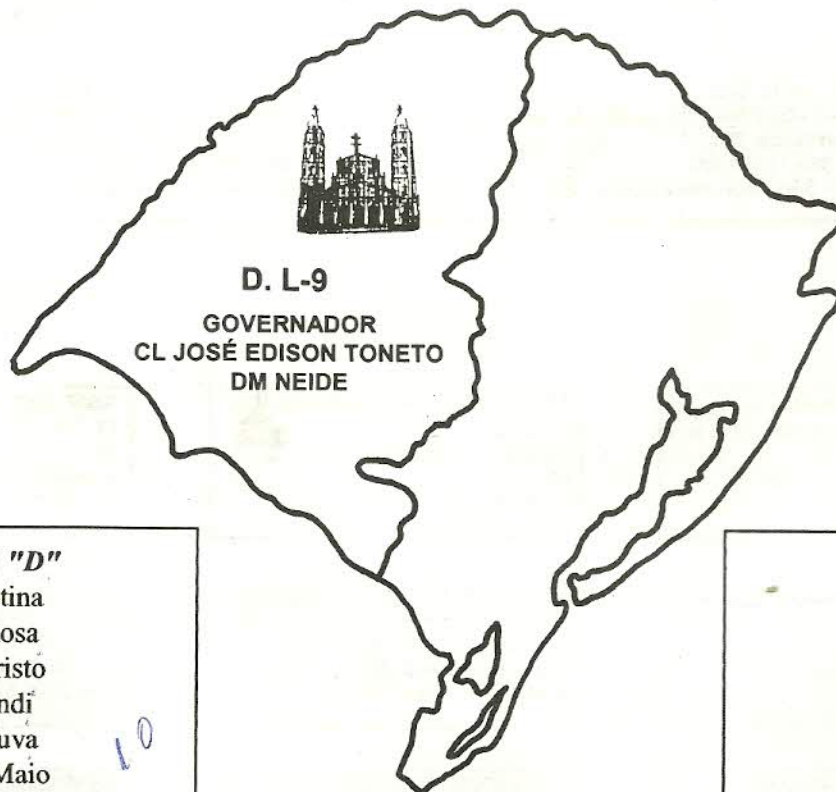 D. L-9
GOVERNADOR
CL JOSÉ EDISON TONETO
DM NEIDE
"D"
tina
osa
risto
ndi
uva
Maio
10